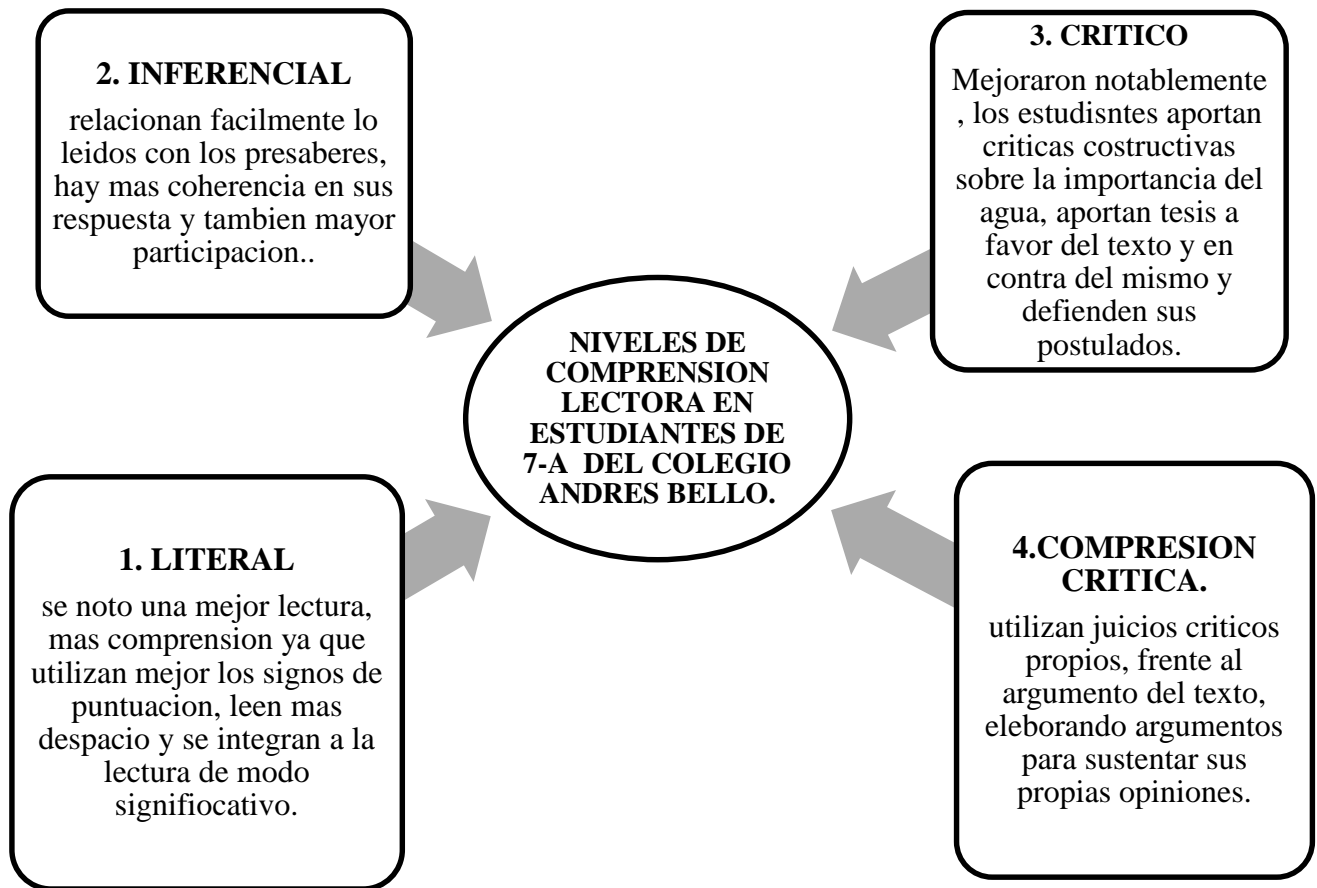 2. INFERENCIAL
relacionan facilmente lo
leidos con los presaberes,
hay mas coherencia en sus
respuesta y tambien mayor
participacion..
3. CRITICO
Mejoraron notablemente
, los estudisntes aportan
criticas costructivas
sobre la importancia del
agua, aportan tesis a
favor del texto y en
contra del mismo y
defienden sus
postulados.
NIVELES DE
COMPRENSION
LECTORA EN
ESTUDIANTES DE
7-A DEL COLEGIO
ANDRES BELLO.
1. LITERAL
se noto una mejor lectura,
mas comprension ya que
utilizan mejor los signos de
puntuacion, leen mas
despacio y se integran a la
lectura de modo
signifiocativo.
4.COMPRESION
CRITICA.
utilizan juicios criticos
propios, frente al
argumento del texto,
eleborando argumentos
para sustentar sus
propias opiniones.